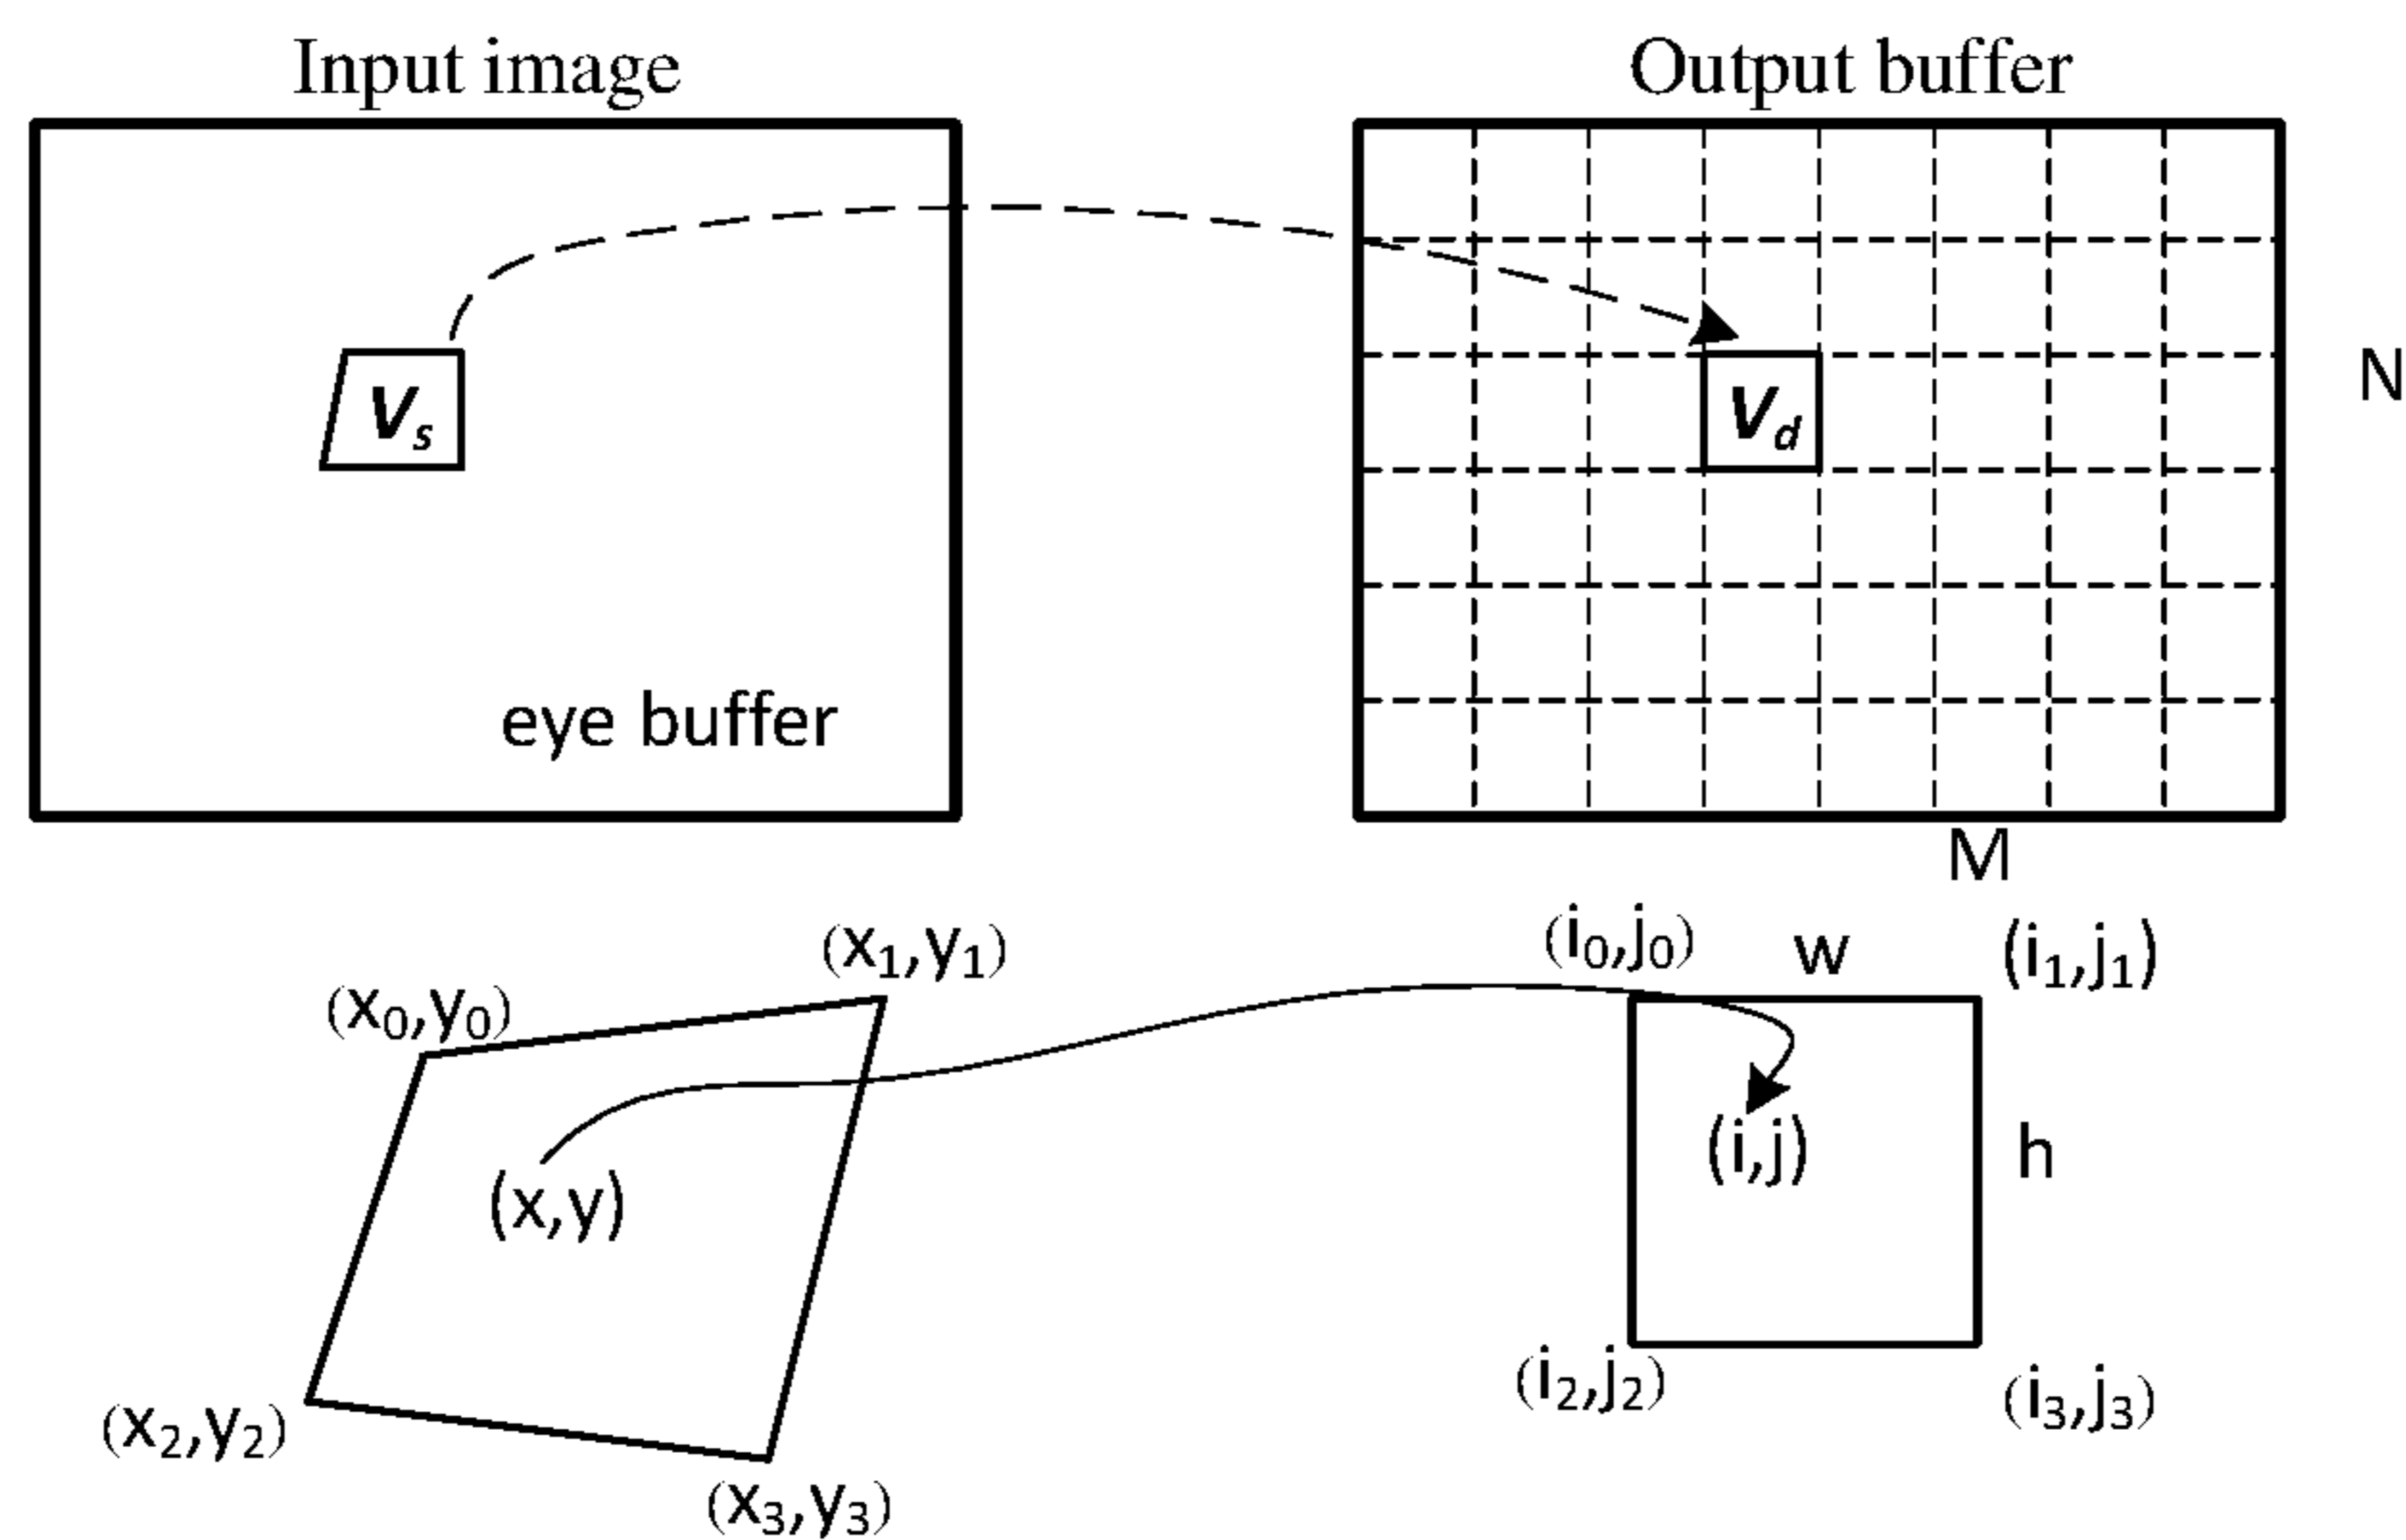 Input image
Output buffer
Vs
Vd
N
eye buffer
M
(x₀,y₀)
(x₁,y₁)
(i₀,j₀)
w
(i₁,j₁)
(x,y)
(i,j)
h
(x₂,y₂)
(x₃,y₃)
(i₂,j₂)
(i₃,j₃)